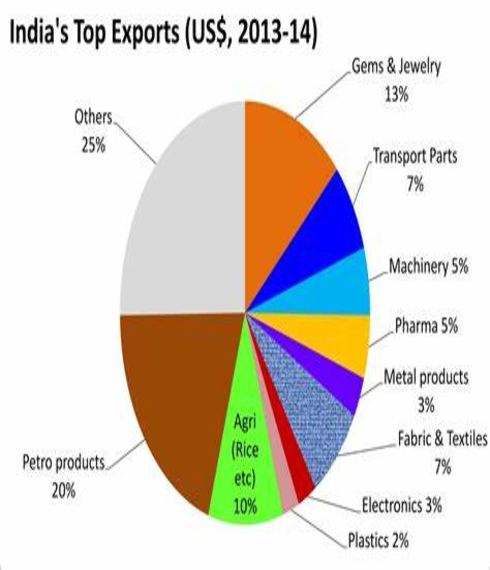 India's Top Exports (US$, 2013-14)
Gems & Jewelry
13%
Transport Parts
7%
Machinery 5%
Pharma 5%
Metal products
3%
Fabric & Textiles
7%
Electronics 3%
Plastics 2%
Agri
(Rice
etc)
10%
Petro products
20%
Others
25%